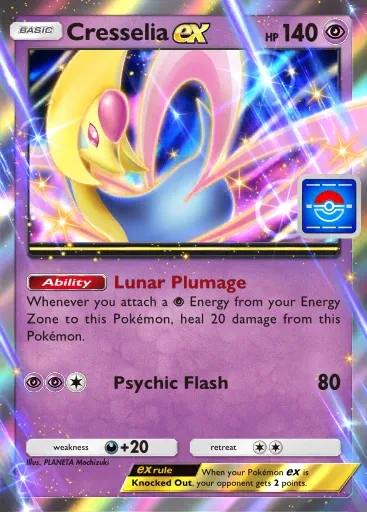 BASIC Cresselia ex HP 140
Ability Lunar Plumage
Whenever you attach a Energy from your Energy
Zone to this Pokémon, heal 20 damage from this
Pokémon.
Psychic Flash 80
weakness +20 retreat
Illus. PLANETA Mochizuki
ex rule When your Pokémon ex is
Knocked Out, your opponent gets 2 points.